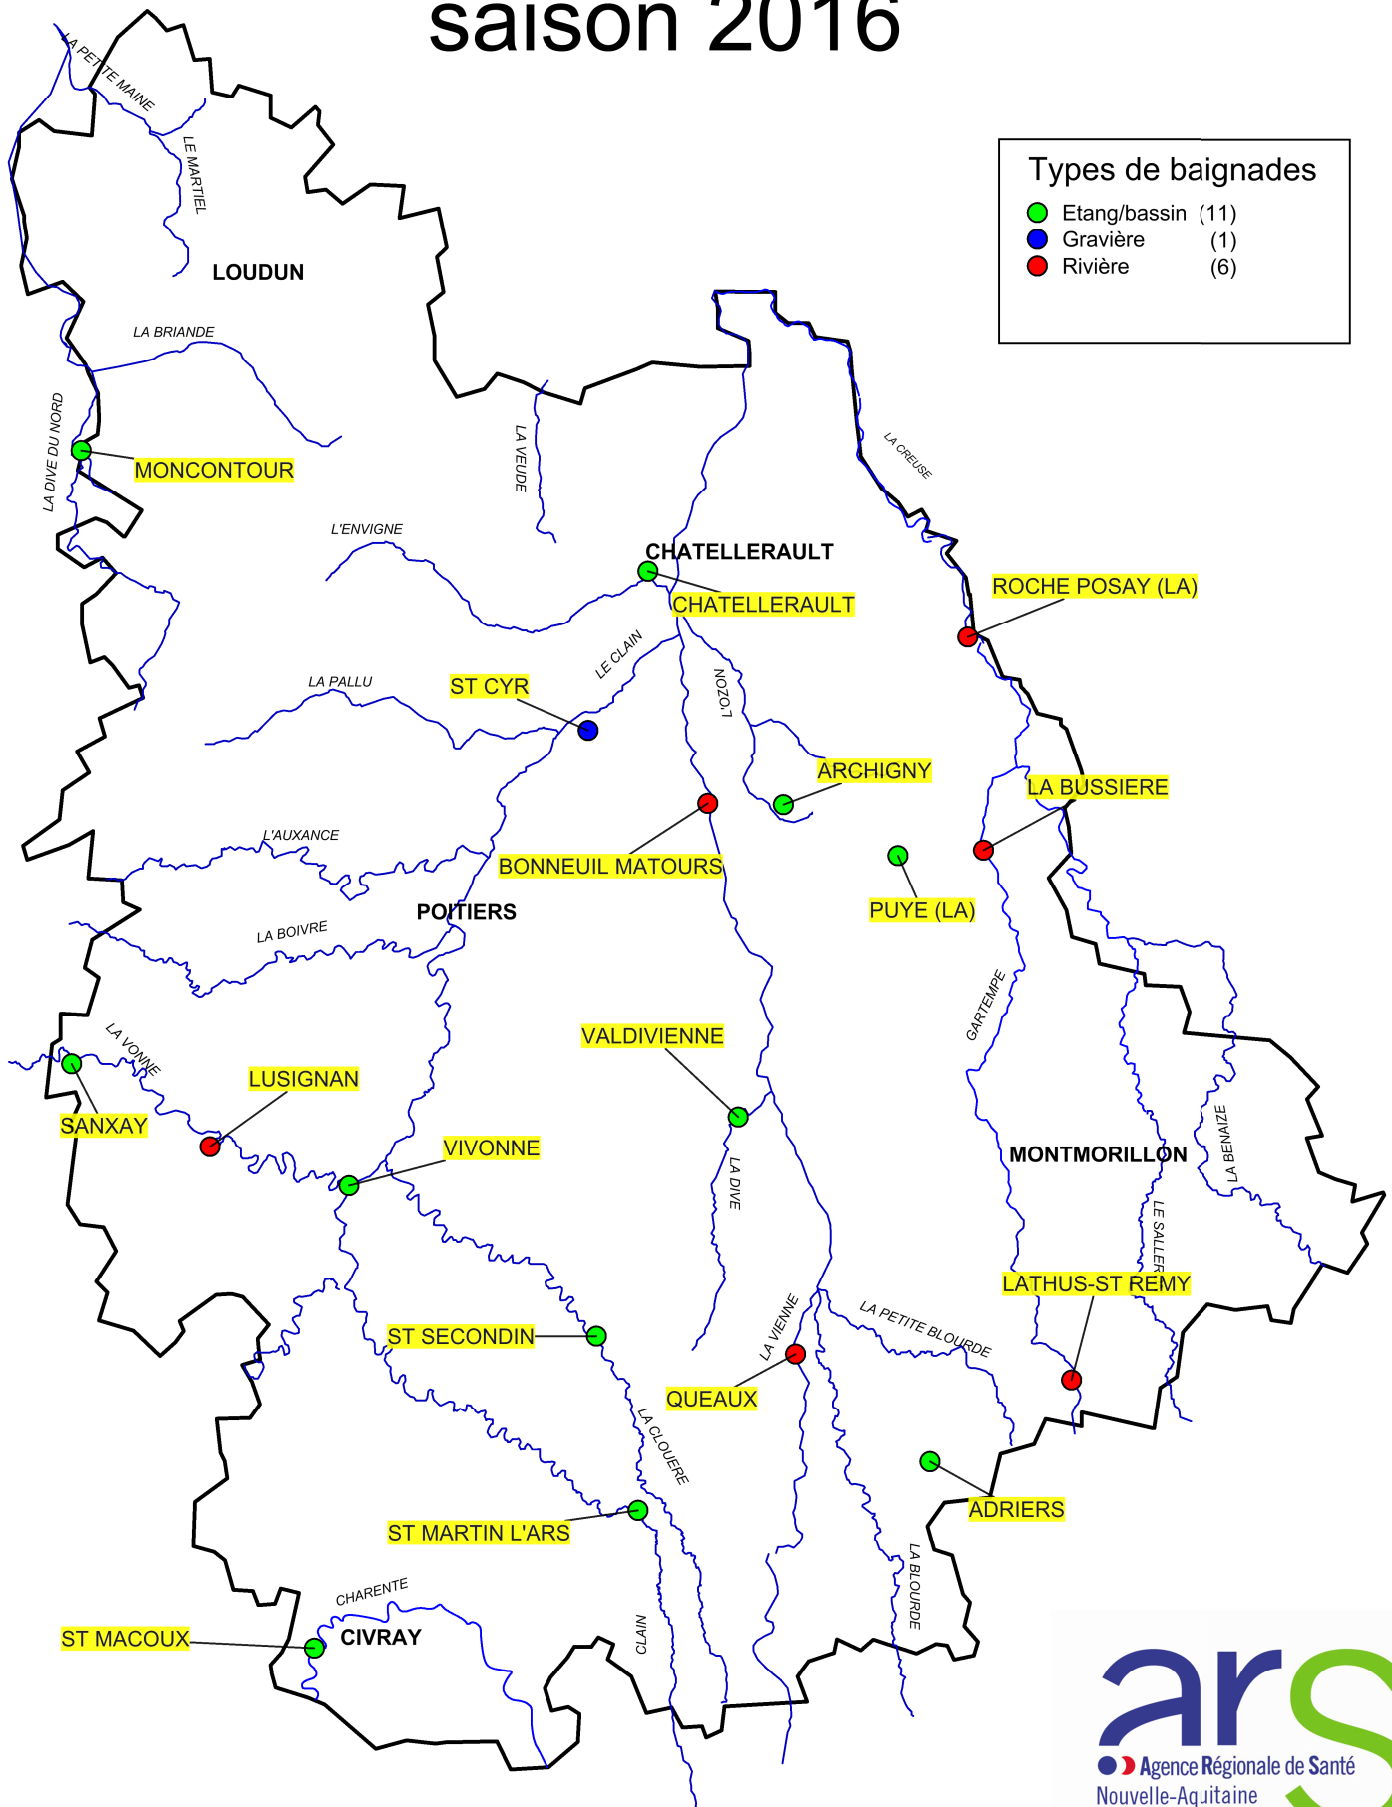 saison 2016
LA PETITE MAINE
LE MARTIEL
Types de baignades
Etang/bassin (11)
Gravière (1)
Rivière (6)
LOUDUN
LA BRIANDE
LA DIVE DU NORD
MONCONTOUR
LA VEUDE
LA CREUSE
L'ENVIGNE
CHATELLERAULT
CHATELLERAULT
ROCHE POSAY (LA)
LE CLAIN
LA PALLU
ST CYR
L'OZON
ARCHIGNY
LA BUSSIERE
L'AUXANCE
BONNEUIL MATOURS
PUYE (LA)
POITIERS
LA BOIVRE
GARTEMPE
LA VONNE
VALDIVIENNE
LUSIGNAN
SANXAY
VIVONNE
LA DIVE
MONTMORILLON
LA BENAIZE
LE SALLER
LATHUS-ST REMY
ST SECONDIN
LA VIENNE
LA PETITE BLOURDE
QUEAUX
LA CLOUERE
ADRIERS
ST MARTIN L'ARS
LA BLOURDE
CHARENTE
CLAIN
ST MACOUX
CIVRAY
ars
Agence Régionale de Santé
Nouvelle-Aquitaine